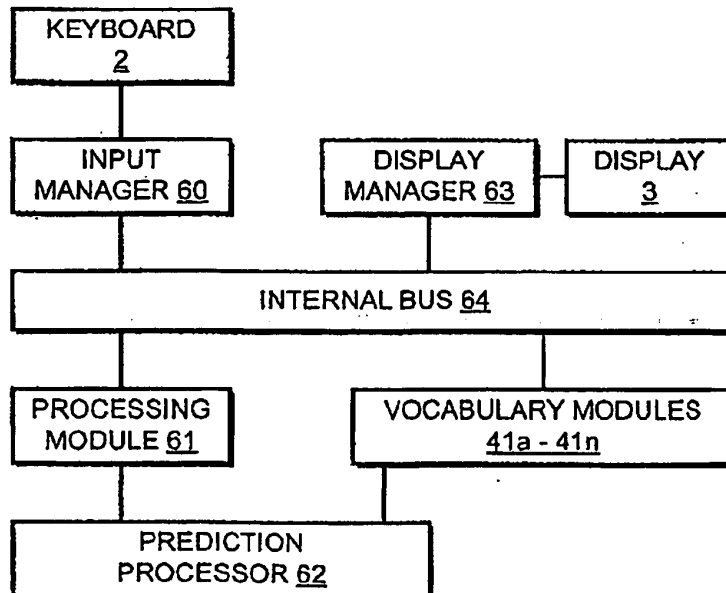 KEYBOARD
2
INPUT
MANAGER 60
DISPLAY
MANAGER 63
DISPLAY
3
INTERNAL BUS 64
PROCESSING
MODULE 61
VOCABULARY MODULES
41a - 41n
PREDICTION
PROCESSOR 62